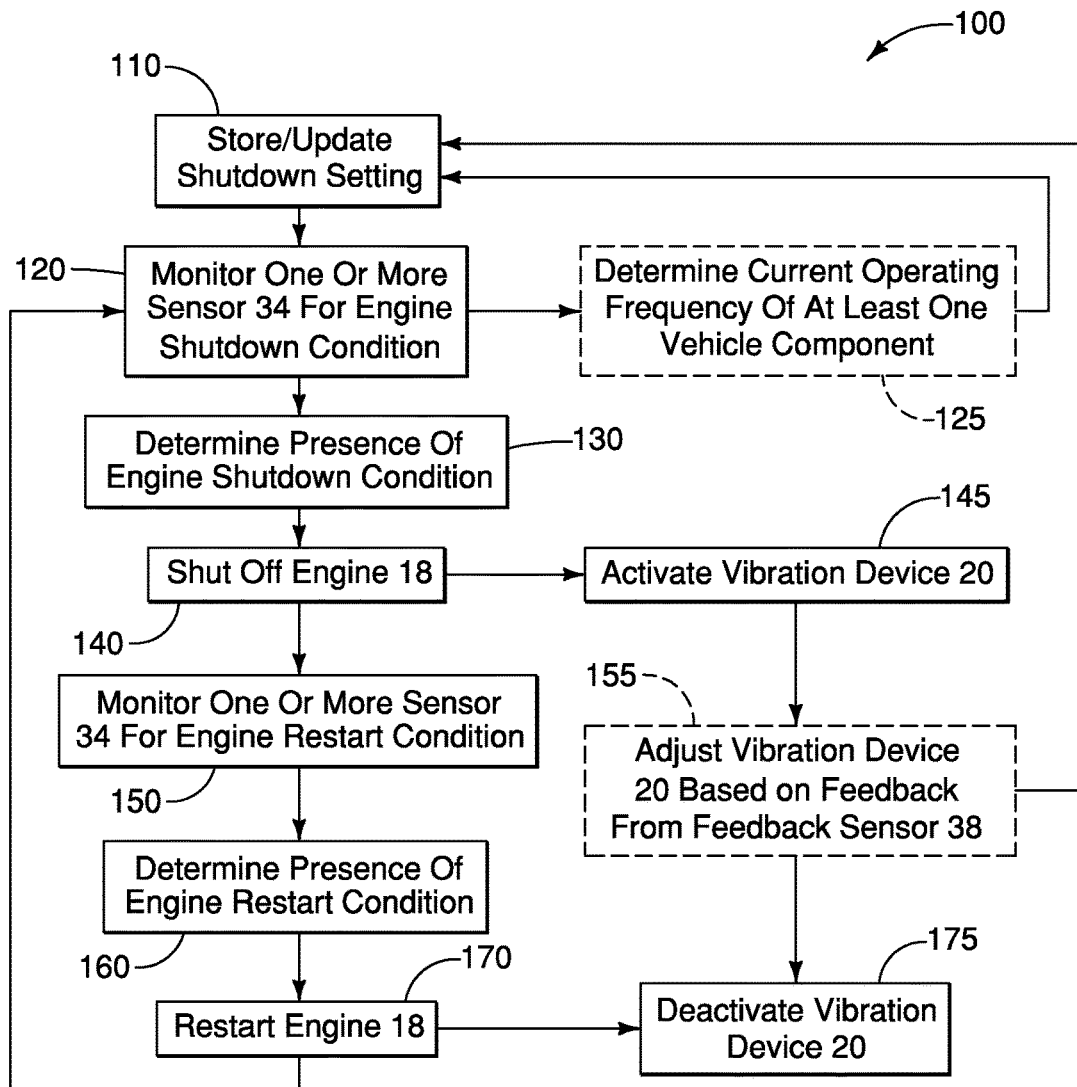 100
110
Store/Update
Shutdown Setting
120
Monitor One Or More
Sensor 34 For Engine
Shutdown Condition
Determine Current Operating
Frequency Of At Least One
Vehicle Component
125
Determine Presence Of
Engine Shutdown Condition
130
145
Shut Off Engine 18
Activate Vibration Device 20
140
Monitor One Or More Sensor
34 For Engine Restart Condition
150
155
Adjust Vibration Device
20 Based on Feedback
From Feedback Sensor 38
Determine Presence Of
Engine Restart Condition
160
170
175
Restart Engine 18
Deactivate Vibration
Device 20